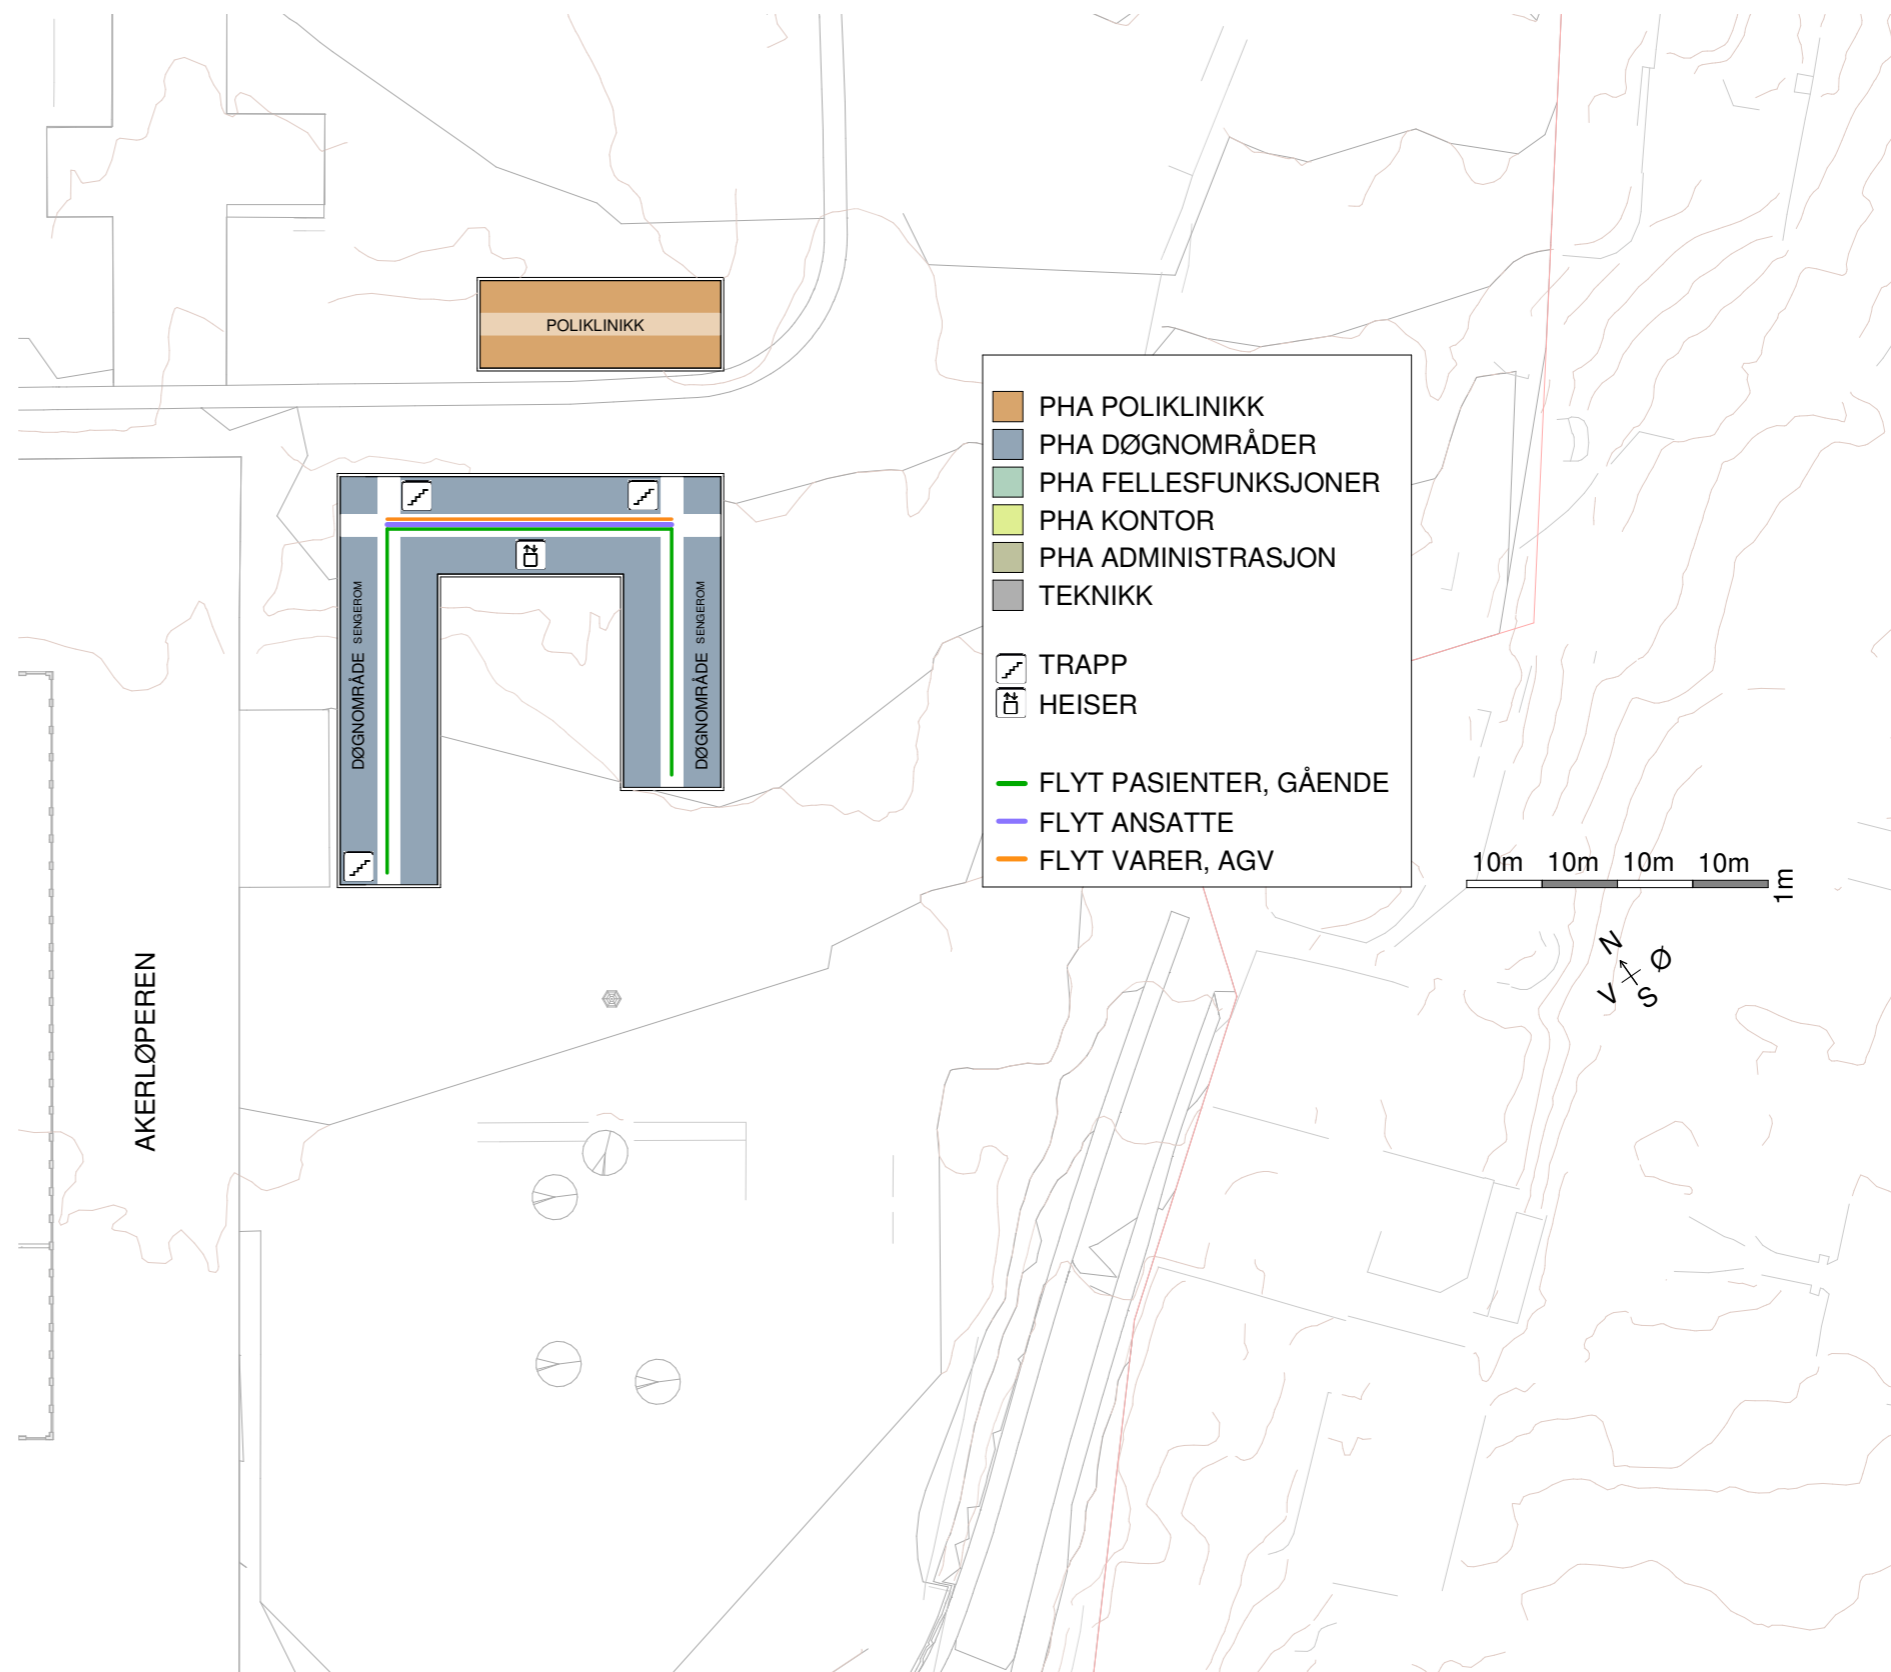 POLIKLINIKK
DØGNOMRÅDE SENGEROM
DØGNOMRÅDE SENGEROM
AKERLØPEREN
PHA POLIKLINIKK
PHA DØGNOMRÅDER
PHA FELLESFUNKSJONER
PHA KONTOR
PHA ADMINISTRASJON
TEKNIKK
TRAPP
HEISER
FLYT PASIENTER, GÅENDE
FLYT ANSATTE
FLYT VARER, AGV
10m 10m 10m 10m
1m
N
Ø
V
S